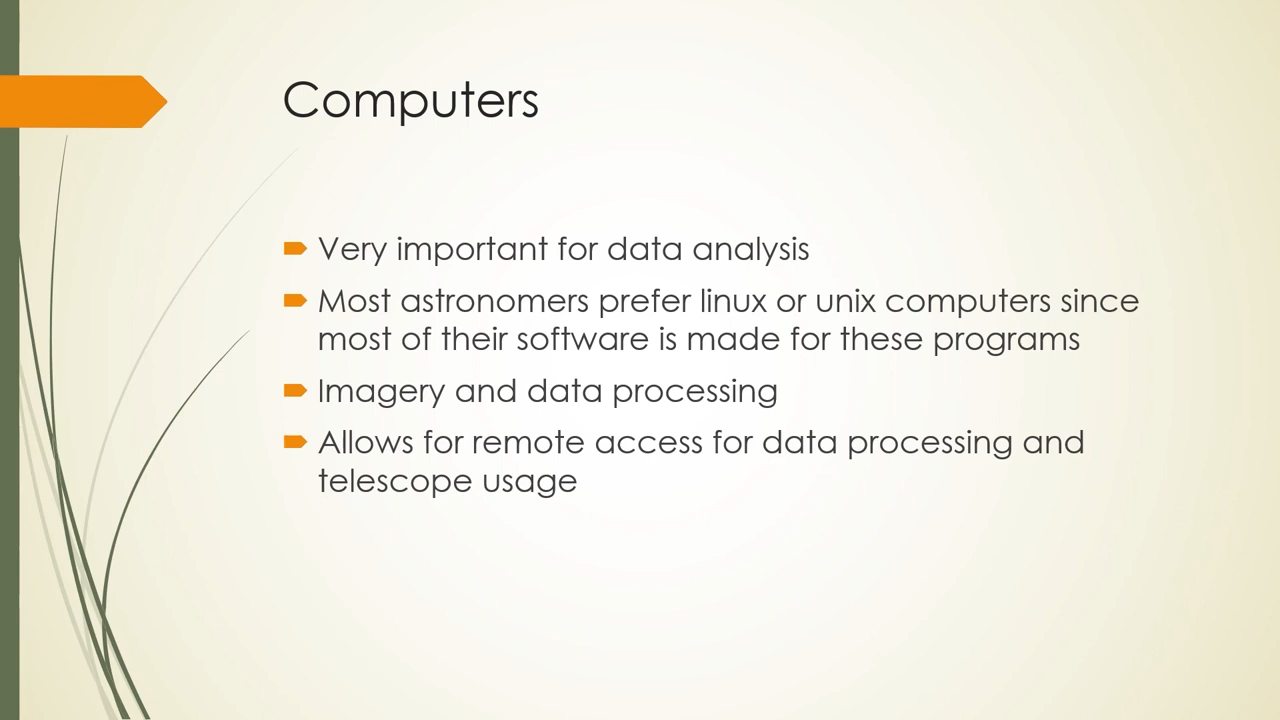 Computers
Very important for data analysis
Most astronomers prefer linux or unix computers since
most of their software is made for these programs
Imagery and data processing
Allows for remote access for data processing and
telescope usage